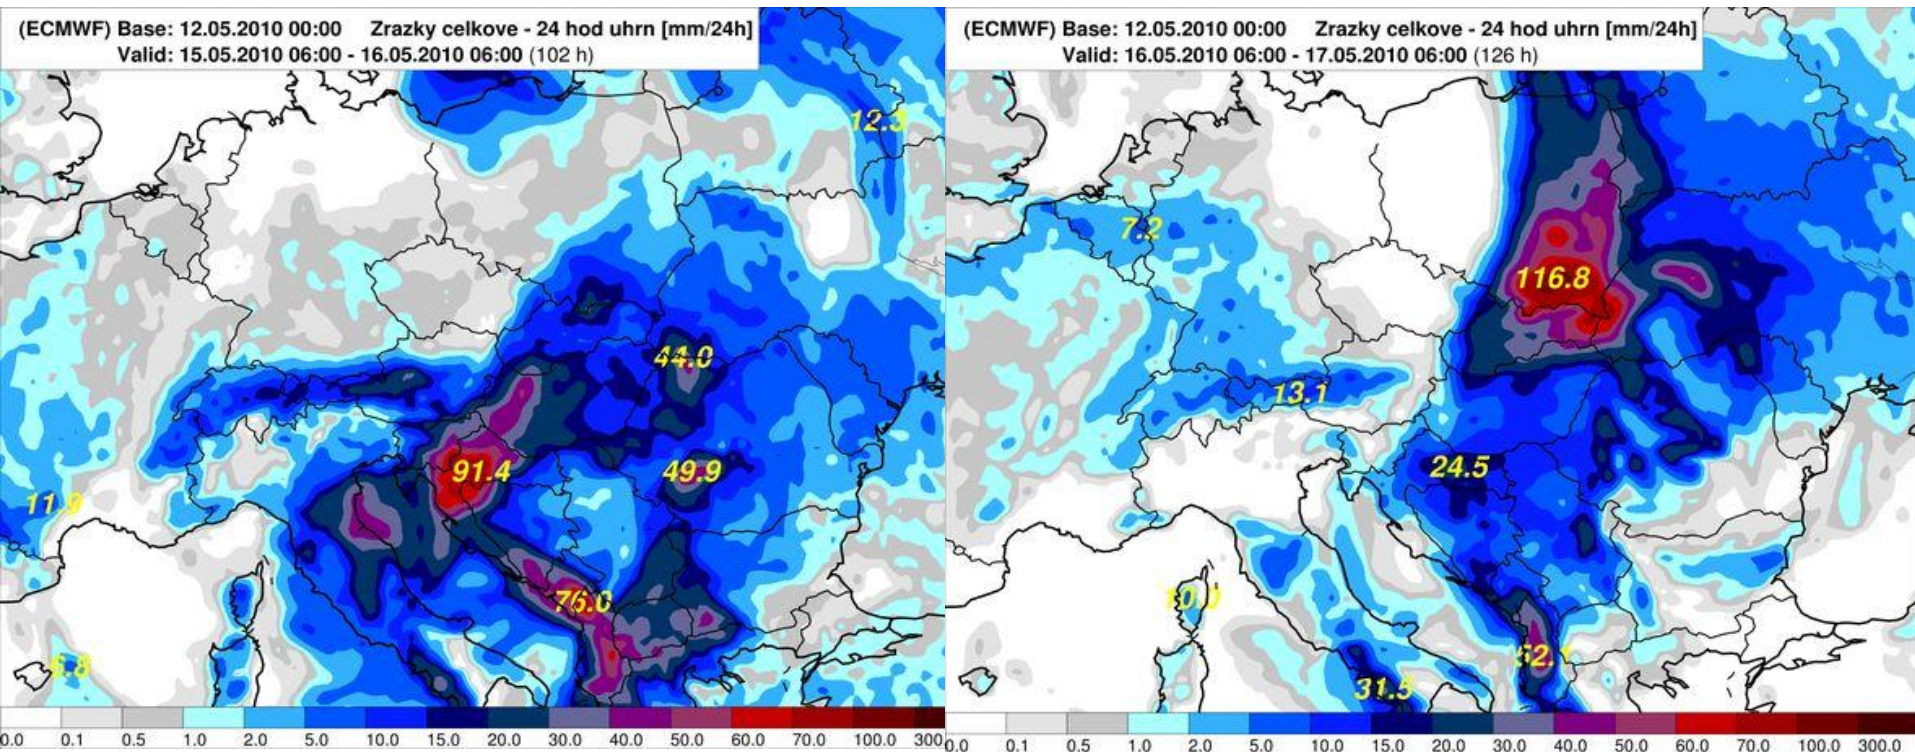 (ECMWF) Base: 12.05.2010 00:00 Zrazky celkove - 24 hod uhrn [mm/24h]
Valid: 15.05.2010 06:00 - 16.05.2010 06:00 (102 h)
12.3
44.0
91.4
49.9
11.9
76.0
6.8
0.0 0.1 0.5 1.0 2.0 5.0 10.0 15.0 20.0 30.0 40.0 50.0 60.0 70.0 100.0 300
(ECMWF) Base: 12.05.2010 00:00 Zrazky celkove - 24 hod uhrn [mm/24h]
Valid: 16.05.2010 06:00 - 17.05.2010 06:00 (126 h)
7.2
116.8
13.1
24.5
10.0
31.5
0.0 0.1 0.5 1.0 2.0 5.0 10.0 15.0 20.0 30.0 40.0 50.0 60.0 70.0 100.0 300.0